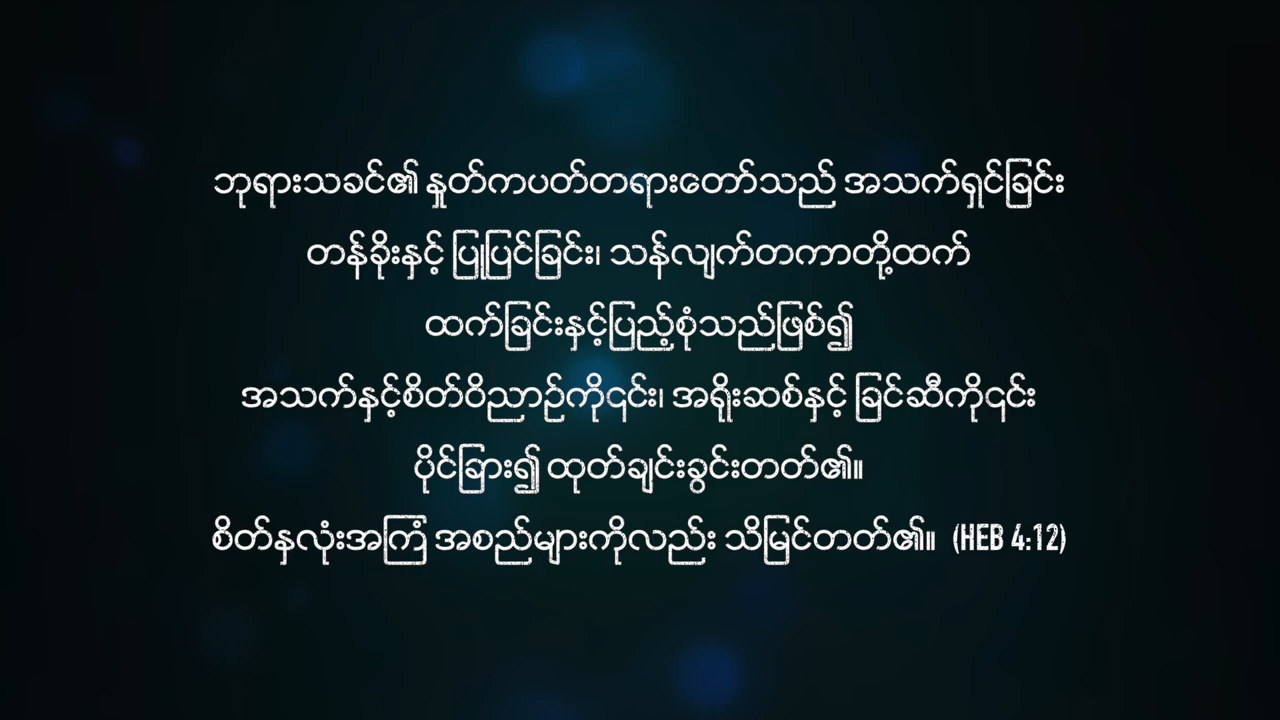 ဘုရားသခင်၏ နှုတ်ကပတ်တရားတော်သည် အသက်ရှင်ခြင်း
တန်ခိုးနှင့် ပြုပြင်ခြင်း၊ သန်လျက်တကာတို့ထက်
ထက်ခြင်းနှင့်ပြည့်စုံသည်ဖြစ်၍
အသက်နှင့်စိတ်ဝိညာဉ်ကို၎င်း၊ အရိုးဆစ်နှင့် ခြင်ဆီကို၎င်း
ပိုင်ခြား၍ ထုတ်ချင်းခွင်းတတ်၏။
စိတ်နှလုံးအကြံ အစည်များကိုလည်း သိမြင်တတ်၏။ (HEB 4:12)